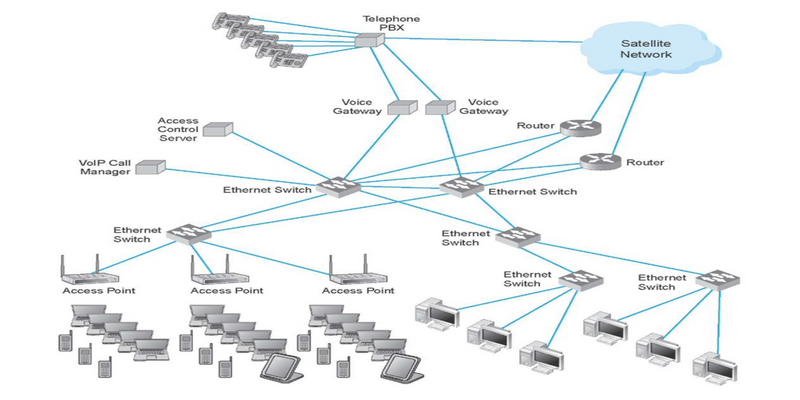 Telephone
PBX
Satellite
Network
Voice
Gateway
Voice
Gateway
Access
Control
Server
Router
VoIP Call
Manager
Router
Ethernet Switch
Ethernet Switch
Ethernet
Switch
Ethernet
Switch
Ethernet
Switch
Ethernet
Switch
Access Point
Access Point
Access Point